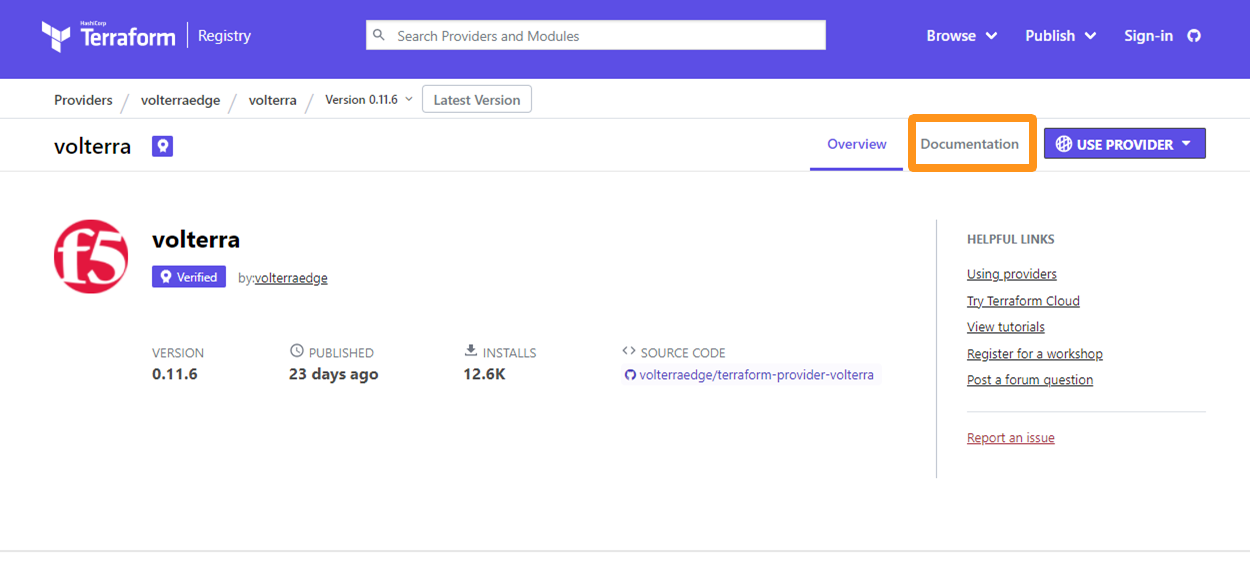 HashiCorp
Terraform Registry
Search Providers and Modules
Browse
Publish
Sign-in
Providers / volterraedge / volterra / Version 0.11.6
Latest Version
volterra
Overview
Documentation
USE PROVIDER
f5
volterra
Verified
by:volterraedge
VERSION
0.11.6
PUBLISHED
23 days ago
INSTALLS
12.6K
<> SOURCE CODE
volterraedge/terraform-provider-volterra
HELPFUL LINKS
Using providers
Try Terraform Cloud
View tutorials
Register for a workshop
Post a forum question
Report an issue